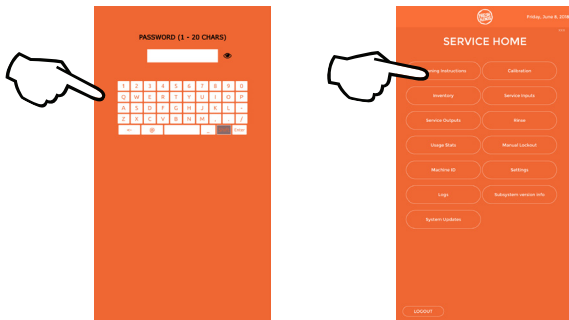 PASSWORD (1 - 20 CHARS)
1 2 3 4 5 6 7 8 9 0
Q W E R T Y U I O P
A S D F G H J K L -
Z X C V B N M , . /
@ _ Enter
Friday, June 8, 2018
SERVICE HOME
Instructions Calibration
Inventory Service Inputs
Service Outputs Rinse
Usage Stats Manual Lockout
Machine ID Settings
Logs Subsystem version info
System Updates
LOGOUT